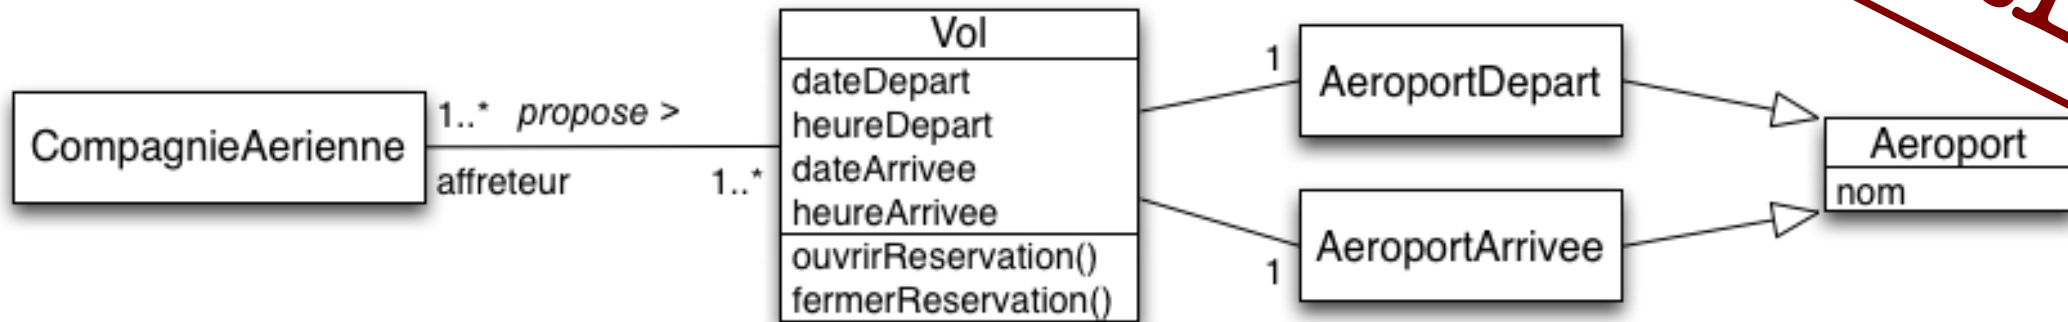 CompagnieAerienne
1..* propose >
affreteur
1..*
Vol
dateDepart
heureDepart
dateArrivee
heureArrivee
ouvrirReservation()
fermerReservation()
1
AeroportDepart
AeroportArrivee
1
Aeroport
nom